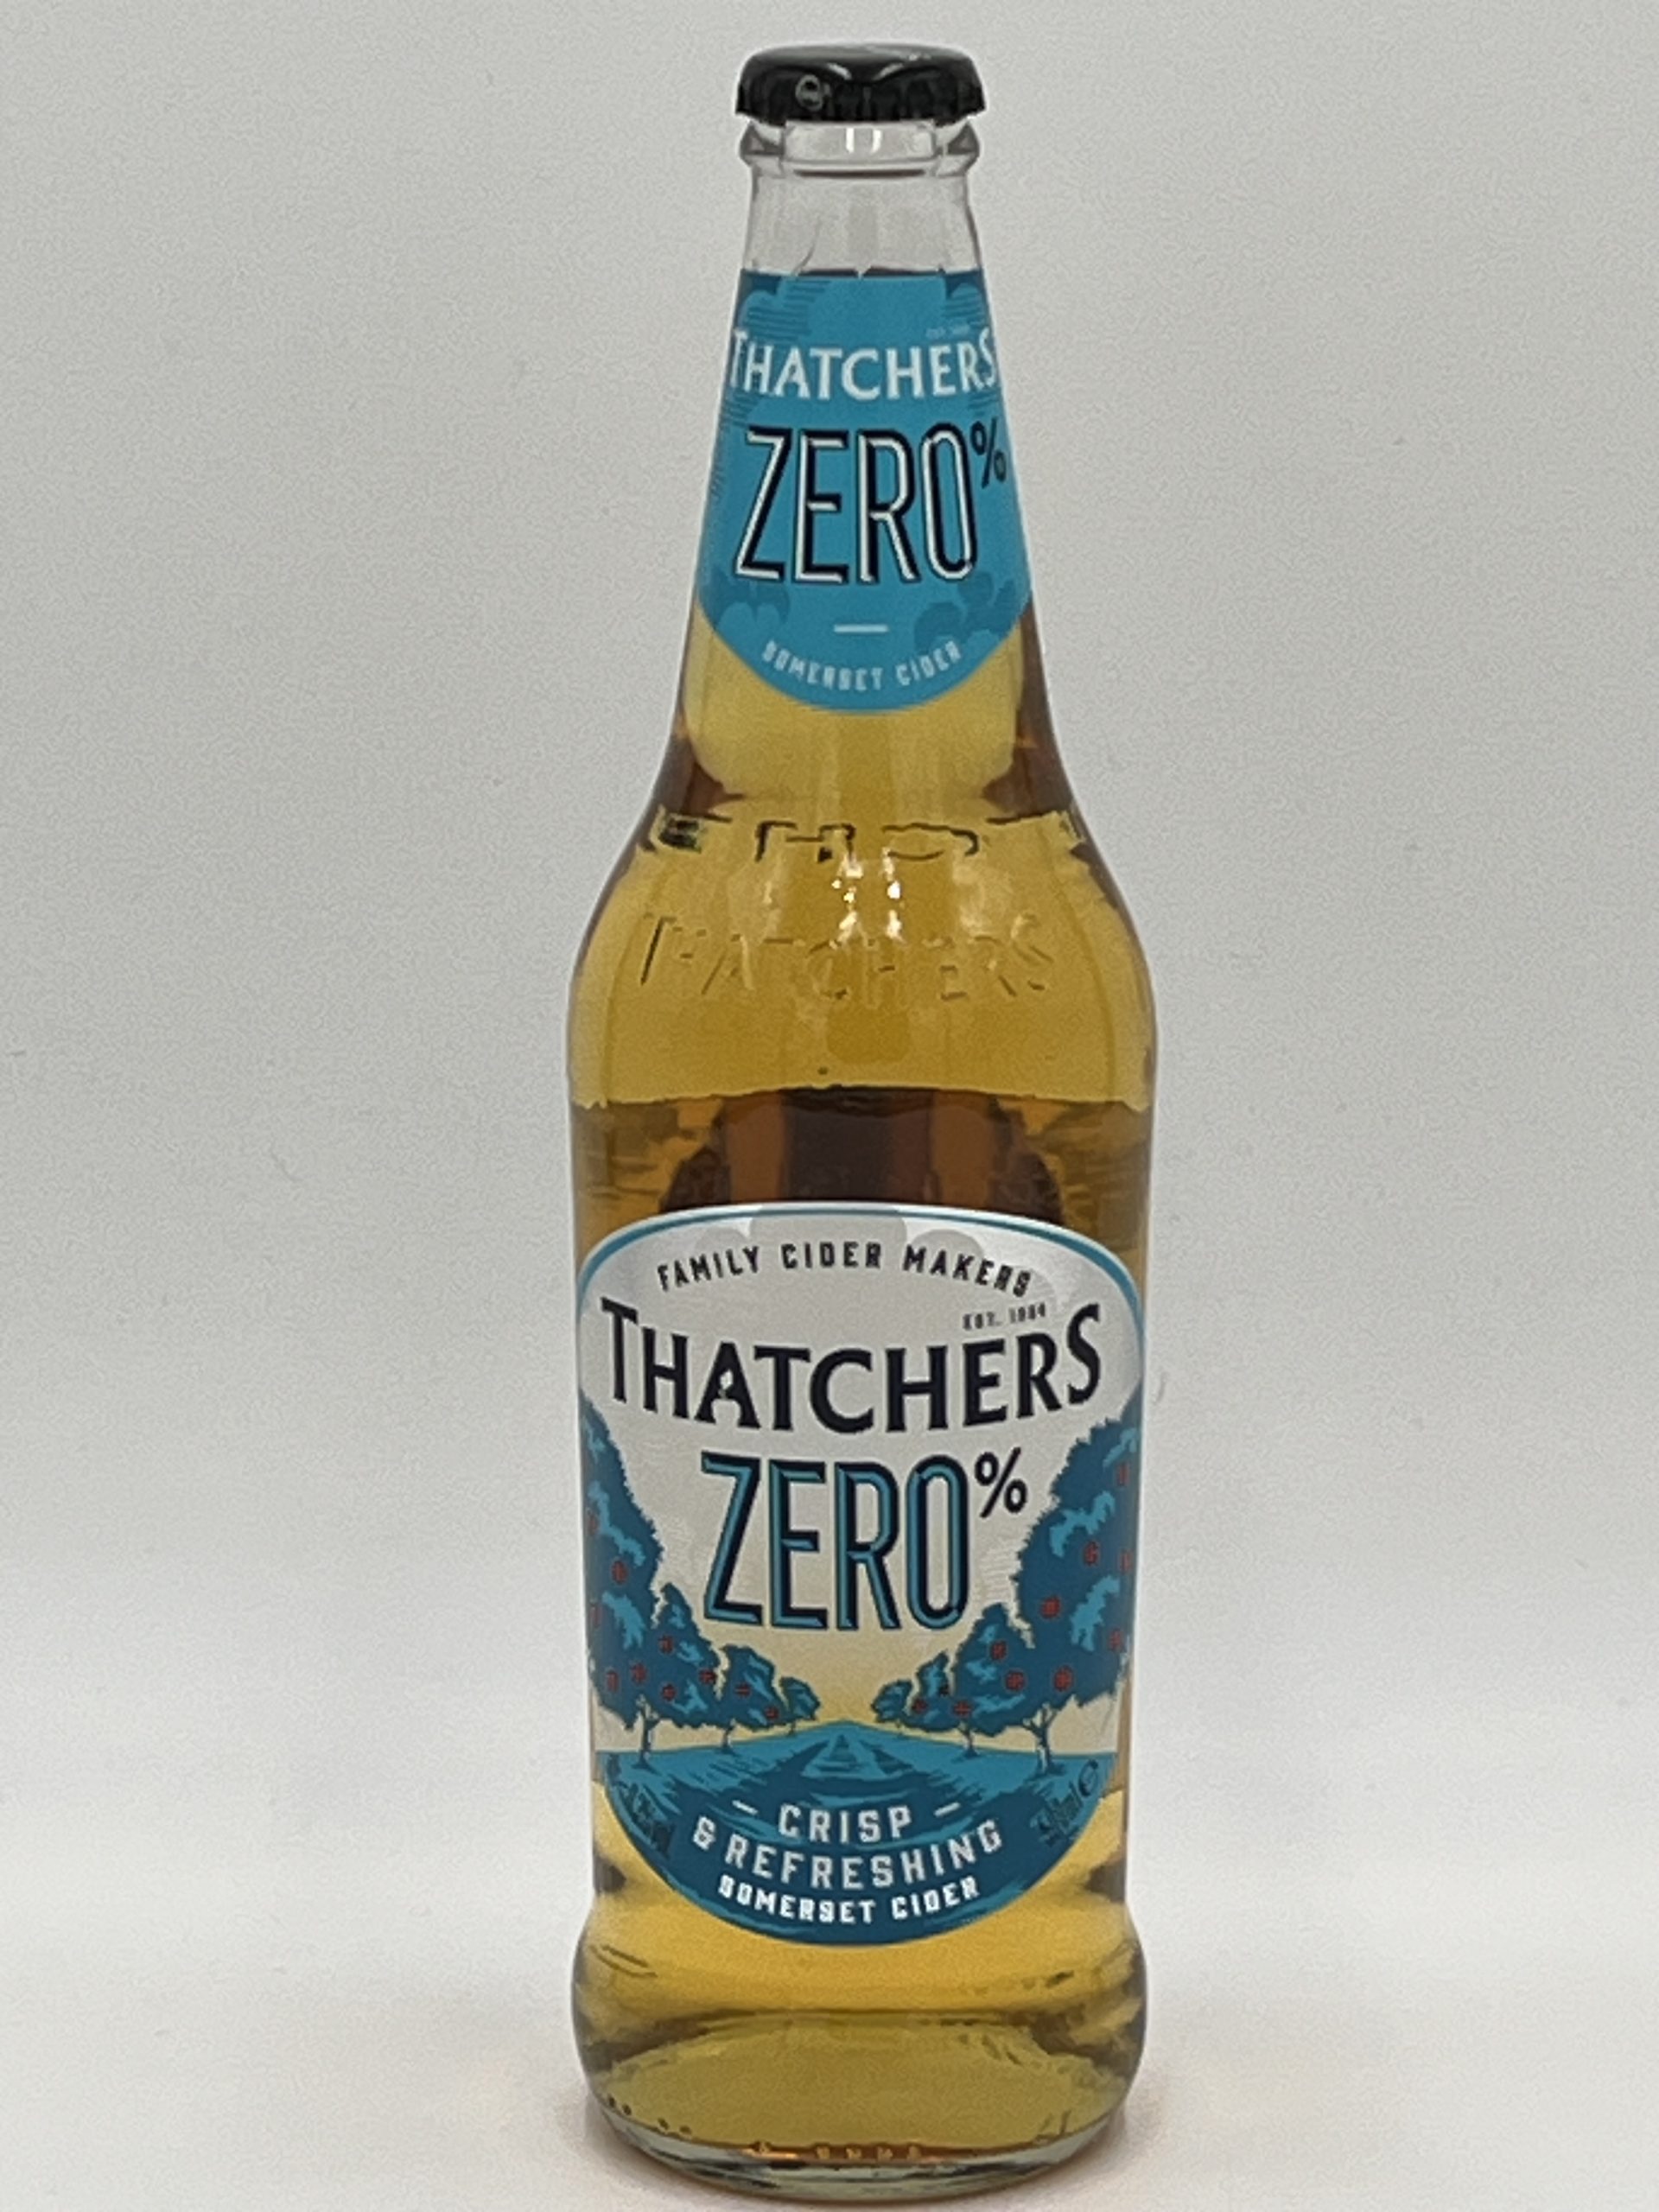 THATCHERS
ZERO%
SOMERSET CIDER
THATCHERS
FAMILY CIDER MAKERS
EST. 1904
THATCHERS
ZERO%
CRISP
& REFRESHING
SOMERSET CIDER